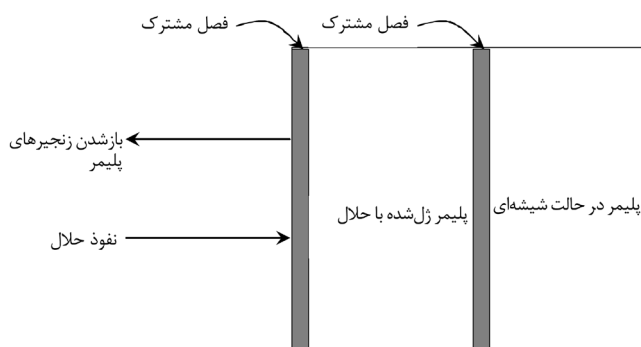 فصل مشترک
فصل مشترک
بازشدن زنجیرهای
پلیمر
پلیمر در حالت شیشه‌ای
پلیمر ژل‌شده با حلال
نفوذ حلال